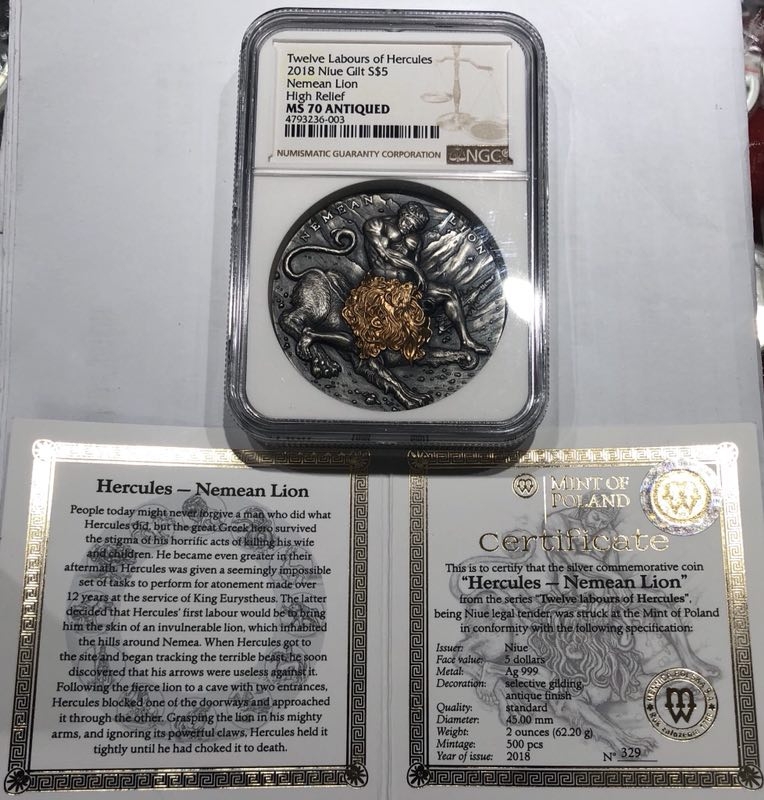 Twelve Labours of Hercules
2018 Niue Gilt S$5
Nemean Lion
High Relief
MS 70 ANTIQUED
4793236-003
NUMISMATIC GUARANTY CORPORATION
NGC
NEMEAN LION
Hercules — Nemean Lion
People today might never forgive a man who did what
Hercules did, but the great Greek hero survived
the stigma of his horrific acts of killing his wife
and children. He became even greater in their
aftermath. Hercules was given a seemingly impossible
set of tasks to perform for atonement made over
12 years at the service of King Eurystheus. The latter
decided that Hercules' first labour would be to bring
him the skin of an invulnerable lion, which inhabited
the hills around Nemea. When Hercules got to
the site and began tracking the terrible beast, he soon
discovered that his arrows were useless against it.
Following the fierce lion to a cave with two entrances,
Hercules blocked one of the doorways and approached
it through the other. Grasping the lion in his mighty
arms, and ignoring its powerful claws, Hercules held it
tightly until he had choked it to death.
MINT OF
POLAND
Certificate
This is to certify that the silver commemorative coin
"Hercules — Nemean Lion"
from the series "Twelve labours of Hercules",
being Niue legal tender, was struck at the Mint of Poland
in conformity with the following specification:
Issuer: Niue
Face value: 5 dollars
Metal: Ag 999
Decoration: selective gilding
antique finish
Quality: standard
Diameter: 45.00 mm
Weight: 2 ounces (62.20 g)
Mintage: 500 pcs
Year of issue: 2018
N° 329